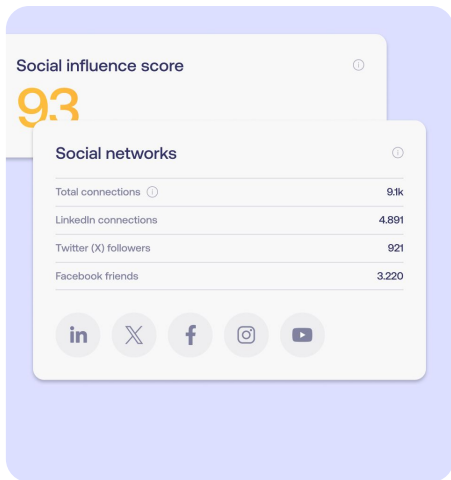 Social influence score
93
Social networks
Total connections 9.1k
LinkedIn connections 4.891
Twitter (X) followers 921
Facebook friends 3.220